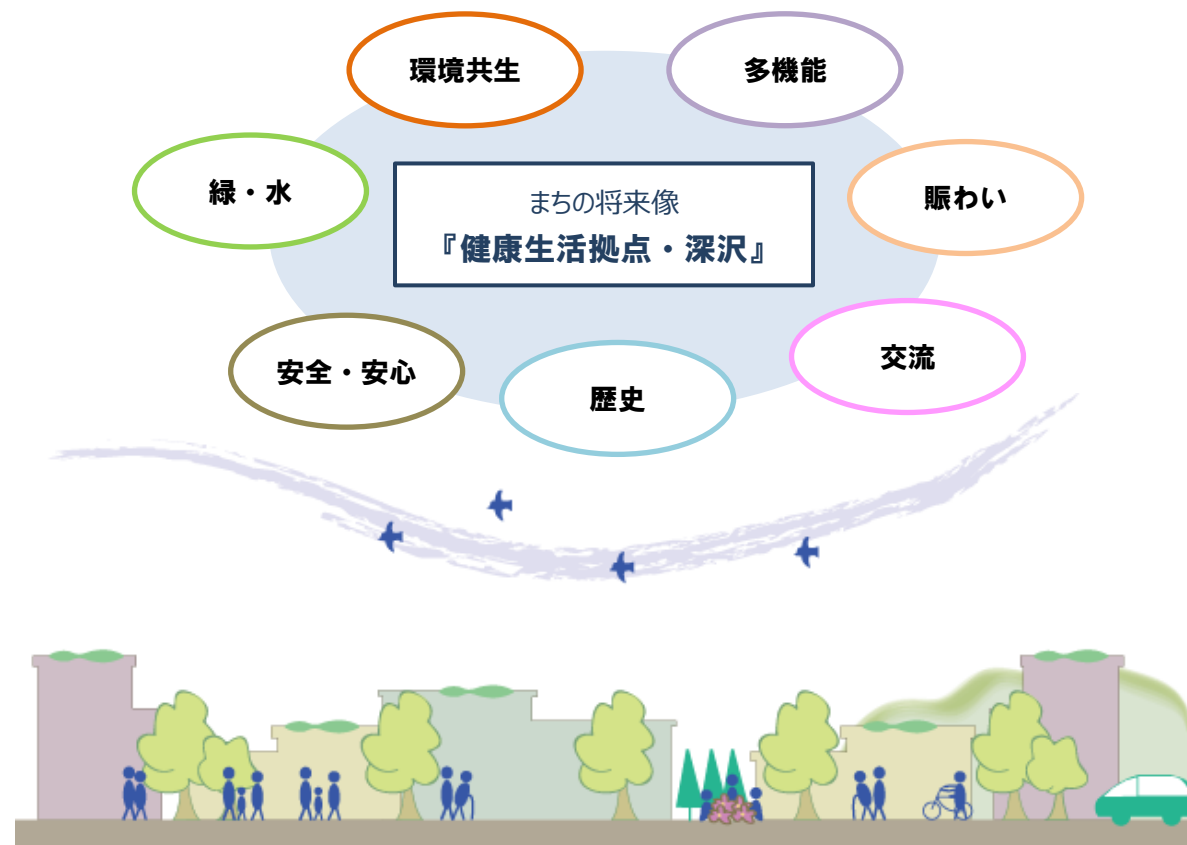 環境共生
多機能
緑・水
賑わい
まちの将来像
『健康生活拠点・深沢』
安全・安心
交流
歴史